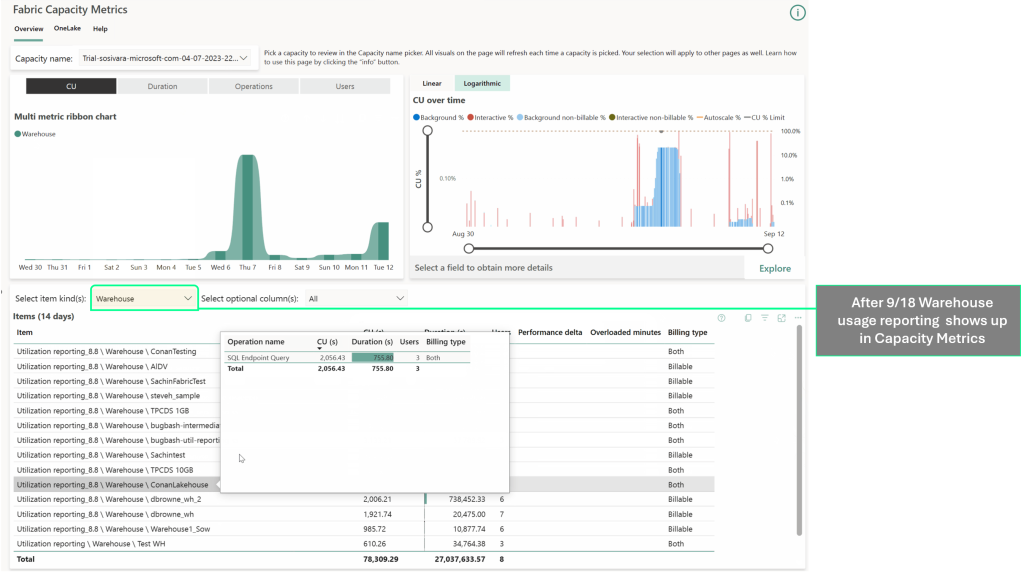 Fabric Capacity Metrics
Overview OneLake Help
Capacity name: Trial-sosivara-microsoft-com-04-07-2023-22...
Pick a capacity to review in the Capacity name picker. All visuals on the page will refresh each time a capacity is picked. Your selection will apply to other pages as well. Learn how
to use this page by clicking the "info" button.
CU Duration Operations Users
Multi metric ribbon chart
Warehouse
Wed 30 Thu 31 Fri 1 Sat 2 Sun 3 Mon 4 Tue 5 Wed 6 Thu 7 Fri 8 Sat 9 Sun 10 Mon 11 Tue 12
Linear Logarithmic
CU over time
Background % Interactive % Background non-billable % Interactive non-billable % Autoscale % CU % Limit
CU %
0.10%
100.0%
10.0%
1.0%
0.1%
Aug 30 Sep 12
Select a field to obtain more details Explore
Select item kind(s): Warehouse Select optional column(s): All
After 9/18 Warehouse
usage reporting shows up
in Capacity Metrics
Items (14 days)
Item CU (s) Duration (s) Users Performance delta Overloaded minutes Billing type
Utilization reporting_8.8 \ Warehouse \ ConanTesting Both
Utilization reporting_8.8 \ Warehouse \ AIDV Billable
Utilization reporting_8.8 \ Warehouse \ SachinFabricTest Billable
Utilization reporting_8.8 \ Warehouse \ steveh_sample Billable
Utilization reporting_8.8 \ Warehouse \ TPCDS 1GB Both
Utilization reporting_8.8 \ Warehouse \ bugbash-intermedia Both
Utilization reporting_8.8 \ Warehouse \ bugbash-util-reporti Both
Utilization reporting_8.8 \ Warehouse \ Sachintest Billable
Utilization reporting_8.8 \ Warehouse \ TPCDS 10GB Both
Utilization reporting_8.8 \ Warehouse \ ConanLakehouse Both
Utilization reporting_8.8 \ Warehouse \ dbrowne_wh_2 2,006.21 738,452.33 6 Billable
Utilization reporting_8.8 \ Warehouse \ dbrowne_wh 1,921.74 20,475.00 7 Billable
Utilization reporting_8.8 \ Warehouse \ Warehouse1_Sow 985.72 10,877.74 6 Billable
Utilization reporting \ Warehouse \ Test WH 610.26 34,764.38 3 Both
Total 78,309.29 27,037,633.57 8
Operation name CU (s) Duration (s) Users Billing type
SQL Endpoint Query 2,056.43 755.80 3 Both
Total 2,056.43 755.80 3